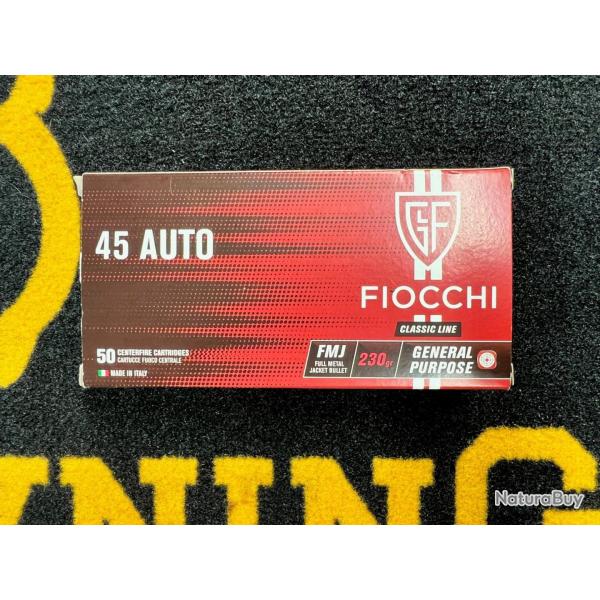 45 AUTO
GF
FIOCCHI
CLASSIC LINE
50 CENTERFIRE CARTRIDGES
CARTUCCE FUOCO CENTRALE
MADE IN ITALY
FMJ
FULL METAL
JACKET BULLET
230gr
GENERAL
PURPOSE
WNING
NaturaBuy